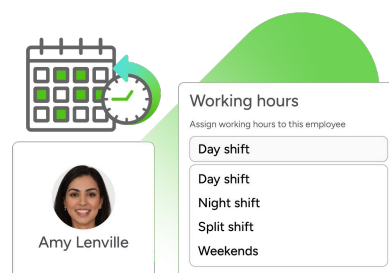 Working hours
Assign working hours to this employee
Day shift
Day shift
Night shift
Split shift
Weekends
Amy Lenville